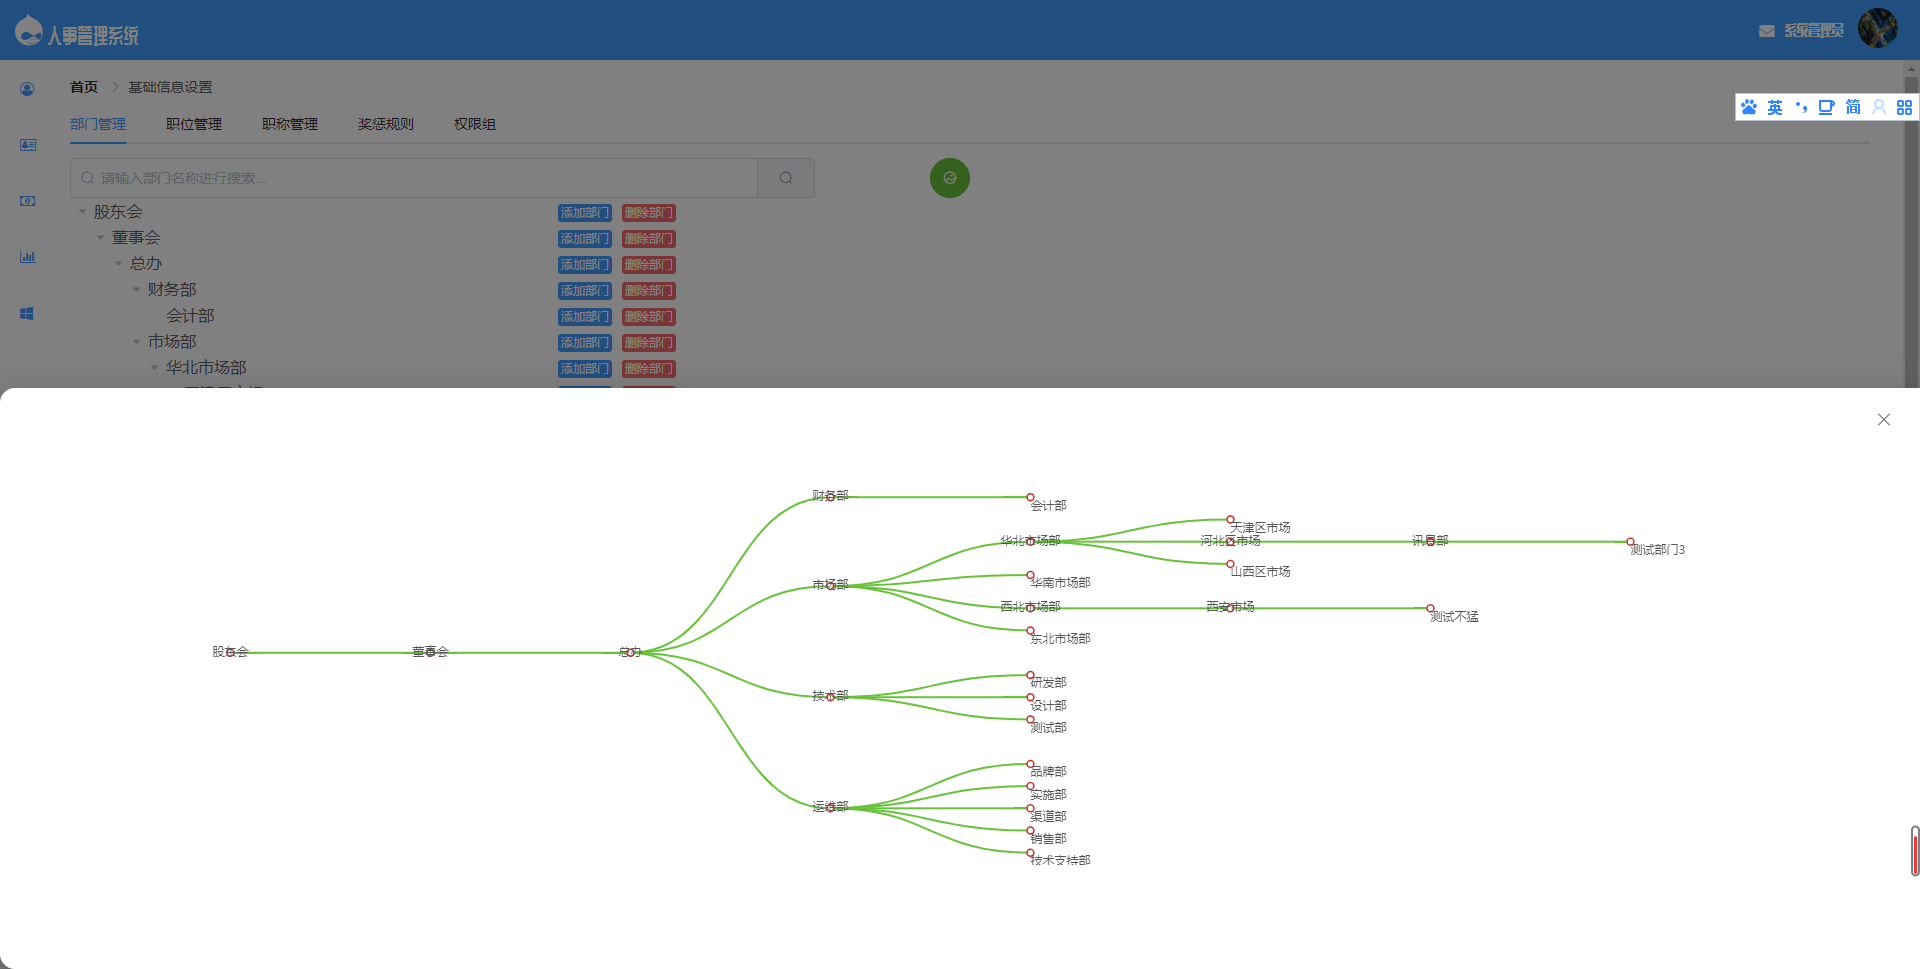 人事管理系统
系统管理员
首页 基础信息设置
英 简
部门管理 职位管理 职称管理 奖惩规则 权限组
请输入部门名称进行搜索...
股东会 添加部门 删除部门
董事会 添加部门 删除部门
总办 添加部门 删除部门
财务部 添加部门 删除部门
会计部 添加部门 删除部门
市场部 添加部门 删除部门
华北市场部 添加部门 删除部门
财务部
会计部
天津区市场
华北市场部
河北区市场
讯息部
测试部门3
山西区市场
市场部
华南市场部
西北市场部
西安市场
测试不猛
东北市场部
股东会
董事会
总办
研发部
技术部
设计部
测试部
品牌部
实施部
运维部
渠道部
销售部
技术支持部